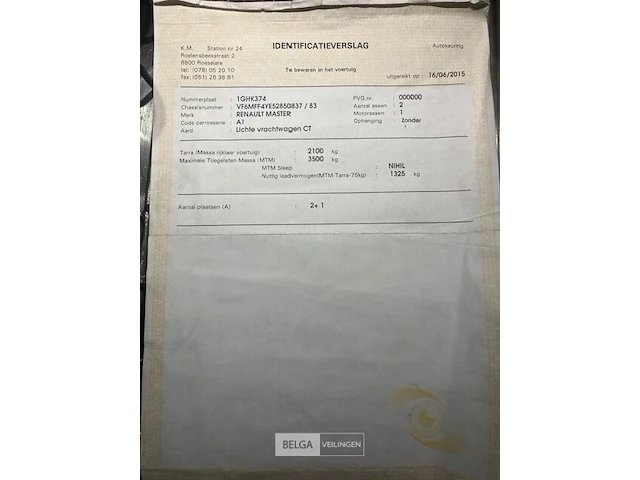 K.M. Station nr 24
Roelensbeekstraat 2
8800 Roeselare
tel: (078) 05 20 10
fax: (051) 26 38 81
IDENTIFICATIEVERSLAG
Te bewaren in het voertuig
Autokeuring
uitgereikt op : 16/06/2015
Nummerplaat : 1GHK374
Chassisnummer : VF6MFF4YE52850837 / 83
Merk : RENAULT MASTER
Code carrosserie : A1
Aard : Lichte vrachtwagen CT
PVG nr. : 000000
Aantal assen : 2
Motorassen : 1
Ophanging : Zonder
Tarra (Massa rijklaar voertuig) : 2100 kg
Maximale Toegelaten Massa (MTM) : 3500 kg
MTM Sleep : NIHIL
Nuttig laadvermogen(MTM-Tarra-75kg) : 1325 kg
Aantal plaatsen (A) : 2+ 1
BELGA VEILINGEN